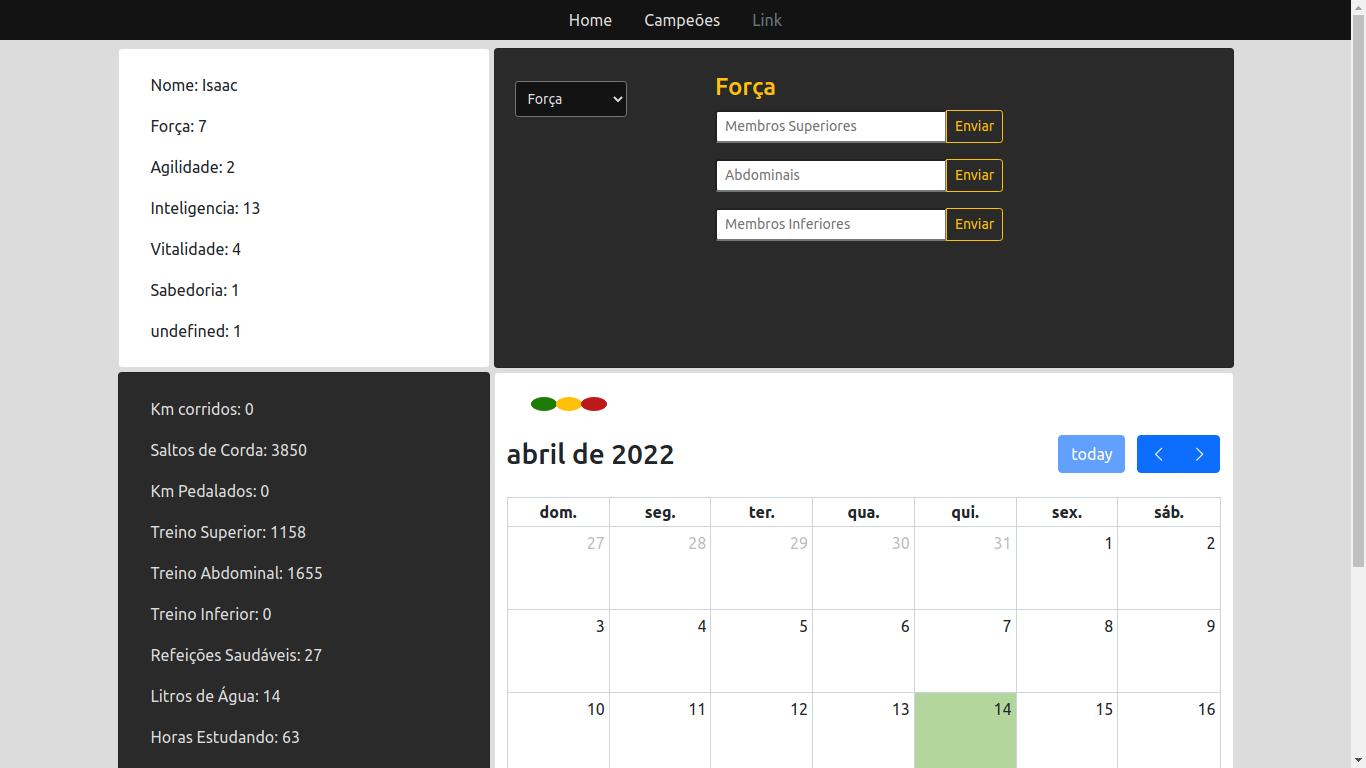 Home Campeões Link
Nome: Isaac
Força: 7
Agilidade: 2
Inteligencia: 13
Vitalidade: 4
Sabedoria: 1
undefined: 1
Força
Força
Membros Superiores Enviar
Abdominais Enviar
Membros Inferiores Enviar
Km corridos: 0
Saltos de Corda: 3850
Km Pedalados: 0
Treino Superior: 1158
Treino Abdominal: 1655
Treino Inferior: 0
Refeições Saudáveis: 27
Litros de Água: 14
Horas Estudando: 63
abril de 2022 today
dom. seg. ter. qua. qui. sex. sáb.
27 28 29 30 31 1 2
3 4 5 6 7 8 9
10 11 12 13 14 15 16